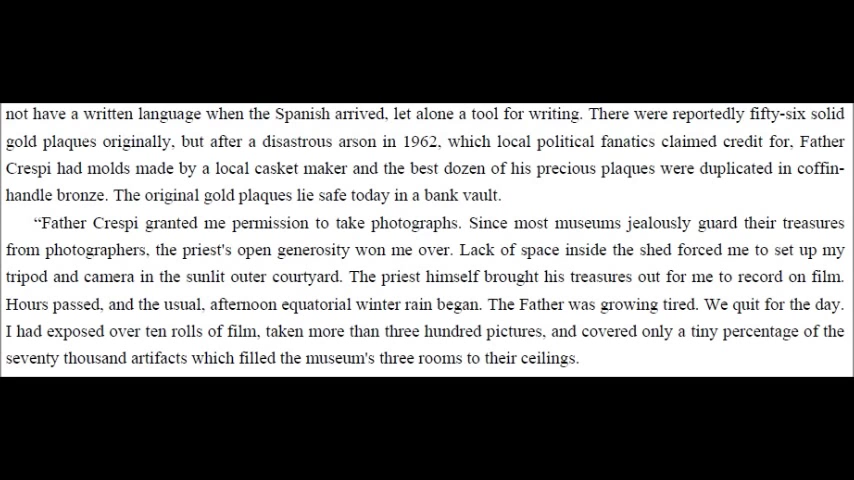 not have a written language when the Spanish arrived, let alone a tool for writing. There were reportedly fifty-six solid
gold plaques originally, but after a disastrous arson in 1962, which local political fanatics claimed credit for, Father
Crespi had molds made by a local casket maker and the best dozen of his precious plaques were duplicated in coffin-
handle bronze. The original gold plaques lie safe today in a bank vault.
“Father Crespi granted me permission to take photographs. Since most museums jealously guard their treasures
from photographers, the priest's open generosity won me over. Lack of space inside the shed forced me to set up my
tripod and camera in the sunlit outer courtyard. The priest himself brought his treasures out for me to record on film.
Hours passed, and the usual, afternoon equatorial winter rain began. The Father was growing tired. We quit for the day.
I had exposed over ten rolls of film, taken more than three hundred pictures, and covered only a tiny percentage of the
seventy thousand artifacts which filled the museum's three rooms to their ceilings.